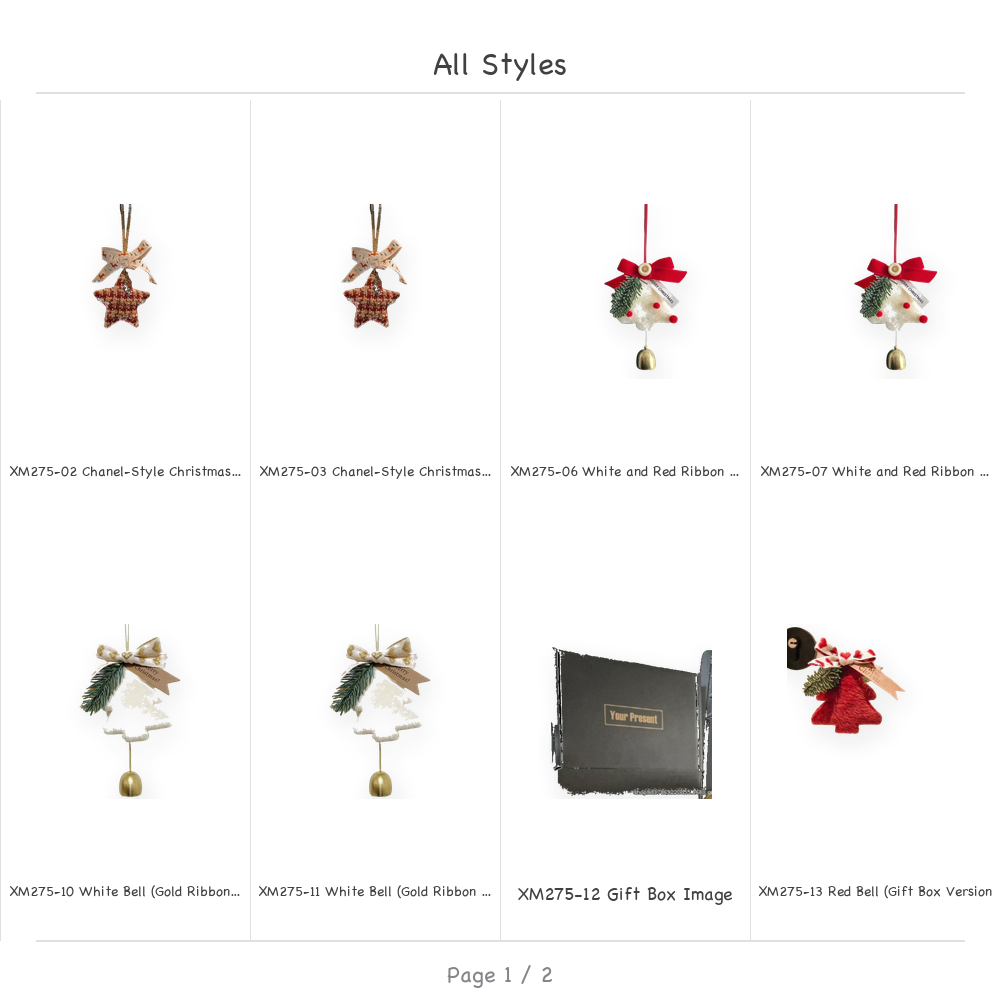 All Styles
XM275-02 Chanel-Style Christmas...
XM275-03 Chanel-Style Christmas...
XM275-06 White and Red Ribbon ...
XM275-07 White and Red Ribbon ...
Your Present
XM275-10 White Bell (Gold Ribbon...
XM275-11 White Bell (Gold Ribbon ...
XM275-12 Gift Box Image
XM275-13 Red Bell (Gift Box Version
Page 1 / 2